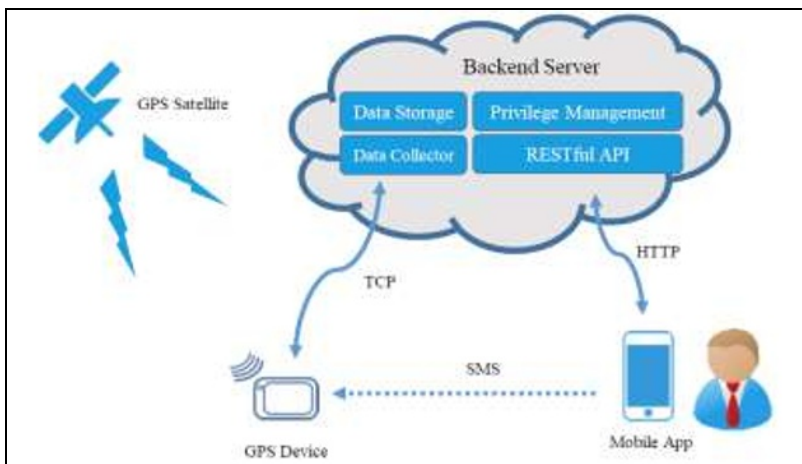 Backend Server
GPS Satellite
Data Storage
Privilege Management
Data Collector
RESTful API
HTTP
TCP
SMS
Mobile App
GPS Device